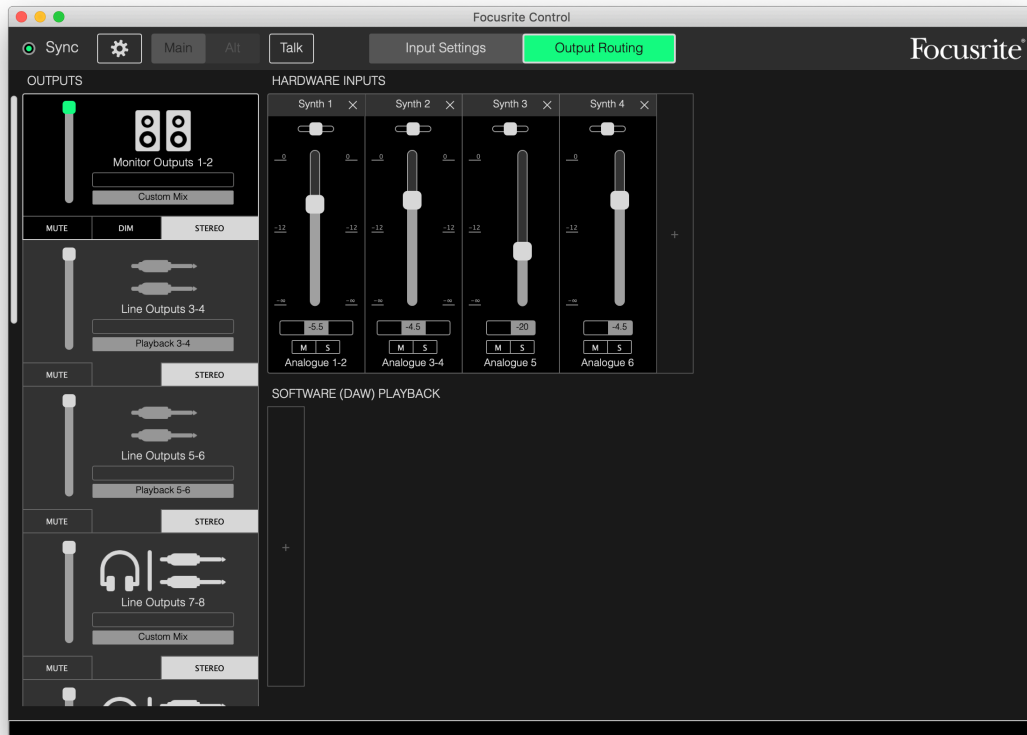 Focusrite Control
Sync Main Alt Talk Input Settings Output Routing Focusrite®
OUTPUTS
Monitor Outputs 1-2
Custom Mix
MUTE DIM STEREO
Line Outputs 3-4
Playback 3-4
MUTE STEREO
Line Outputs 5-6
Playback 5-6
MUTE STEREO
Line Outputs 7-8
Custom Mix
MUTE STEREO
HARDWARE INPUTS
Synth 1 × Synth 2 × Synth 3 × Synth 4 ×
0 0 0 0 0 0
-12 -12 -12 -12 -12 -12
-∞ -∞ -∞ -∞ -∞ -∞
+
-5.5 -4.5 -20 -4.5
M S M S M S M S
Analogue 1-2 Analogue 3-4 Analogue 5 Analogue 6
SOFTWARE (DAW) PLAYBACK
+